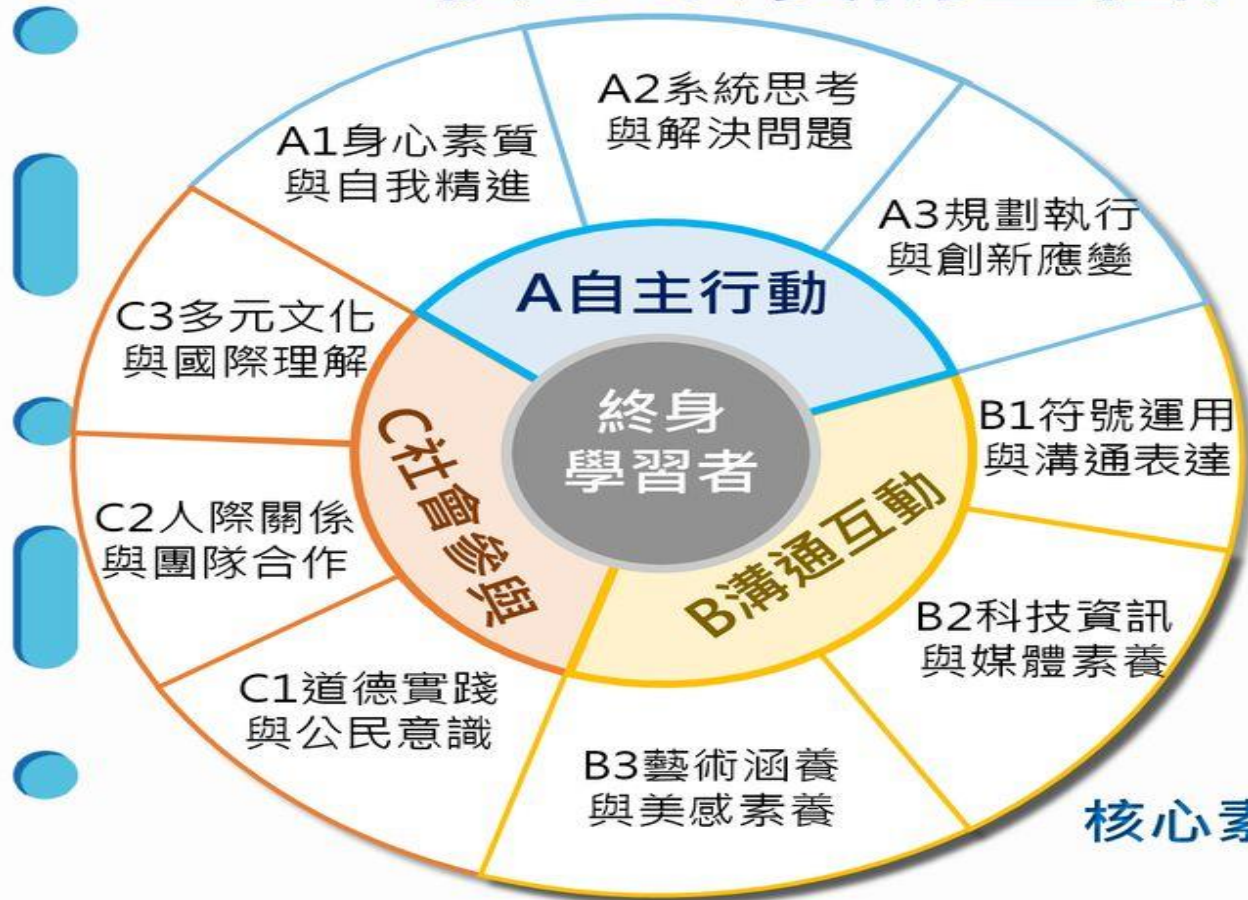 A2系統思考
與解決問題
A1身心素質
與自我精進
A3規劃執行
與創新應變
A自主行動
C3多元文化
與國際理解
終身
學習者
B1符號運用
與溝通表達
C社會參與
B溝通互動
C2人際關係
與團隊合作
B2科技資訊
與媒體素養
C1道德實踐
與公民意識
B3藝術涵養
與美感素養
核心素